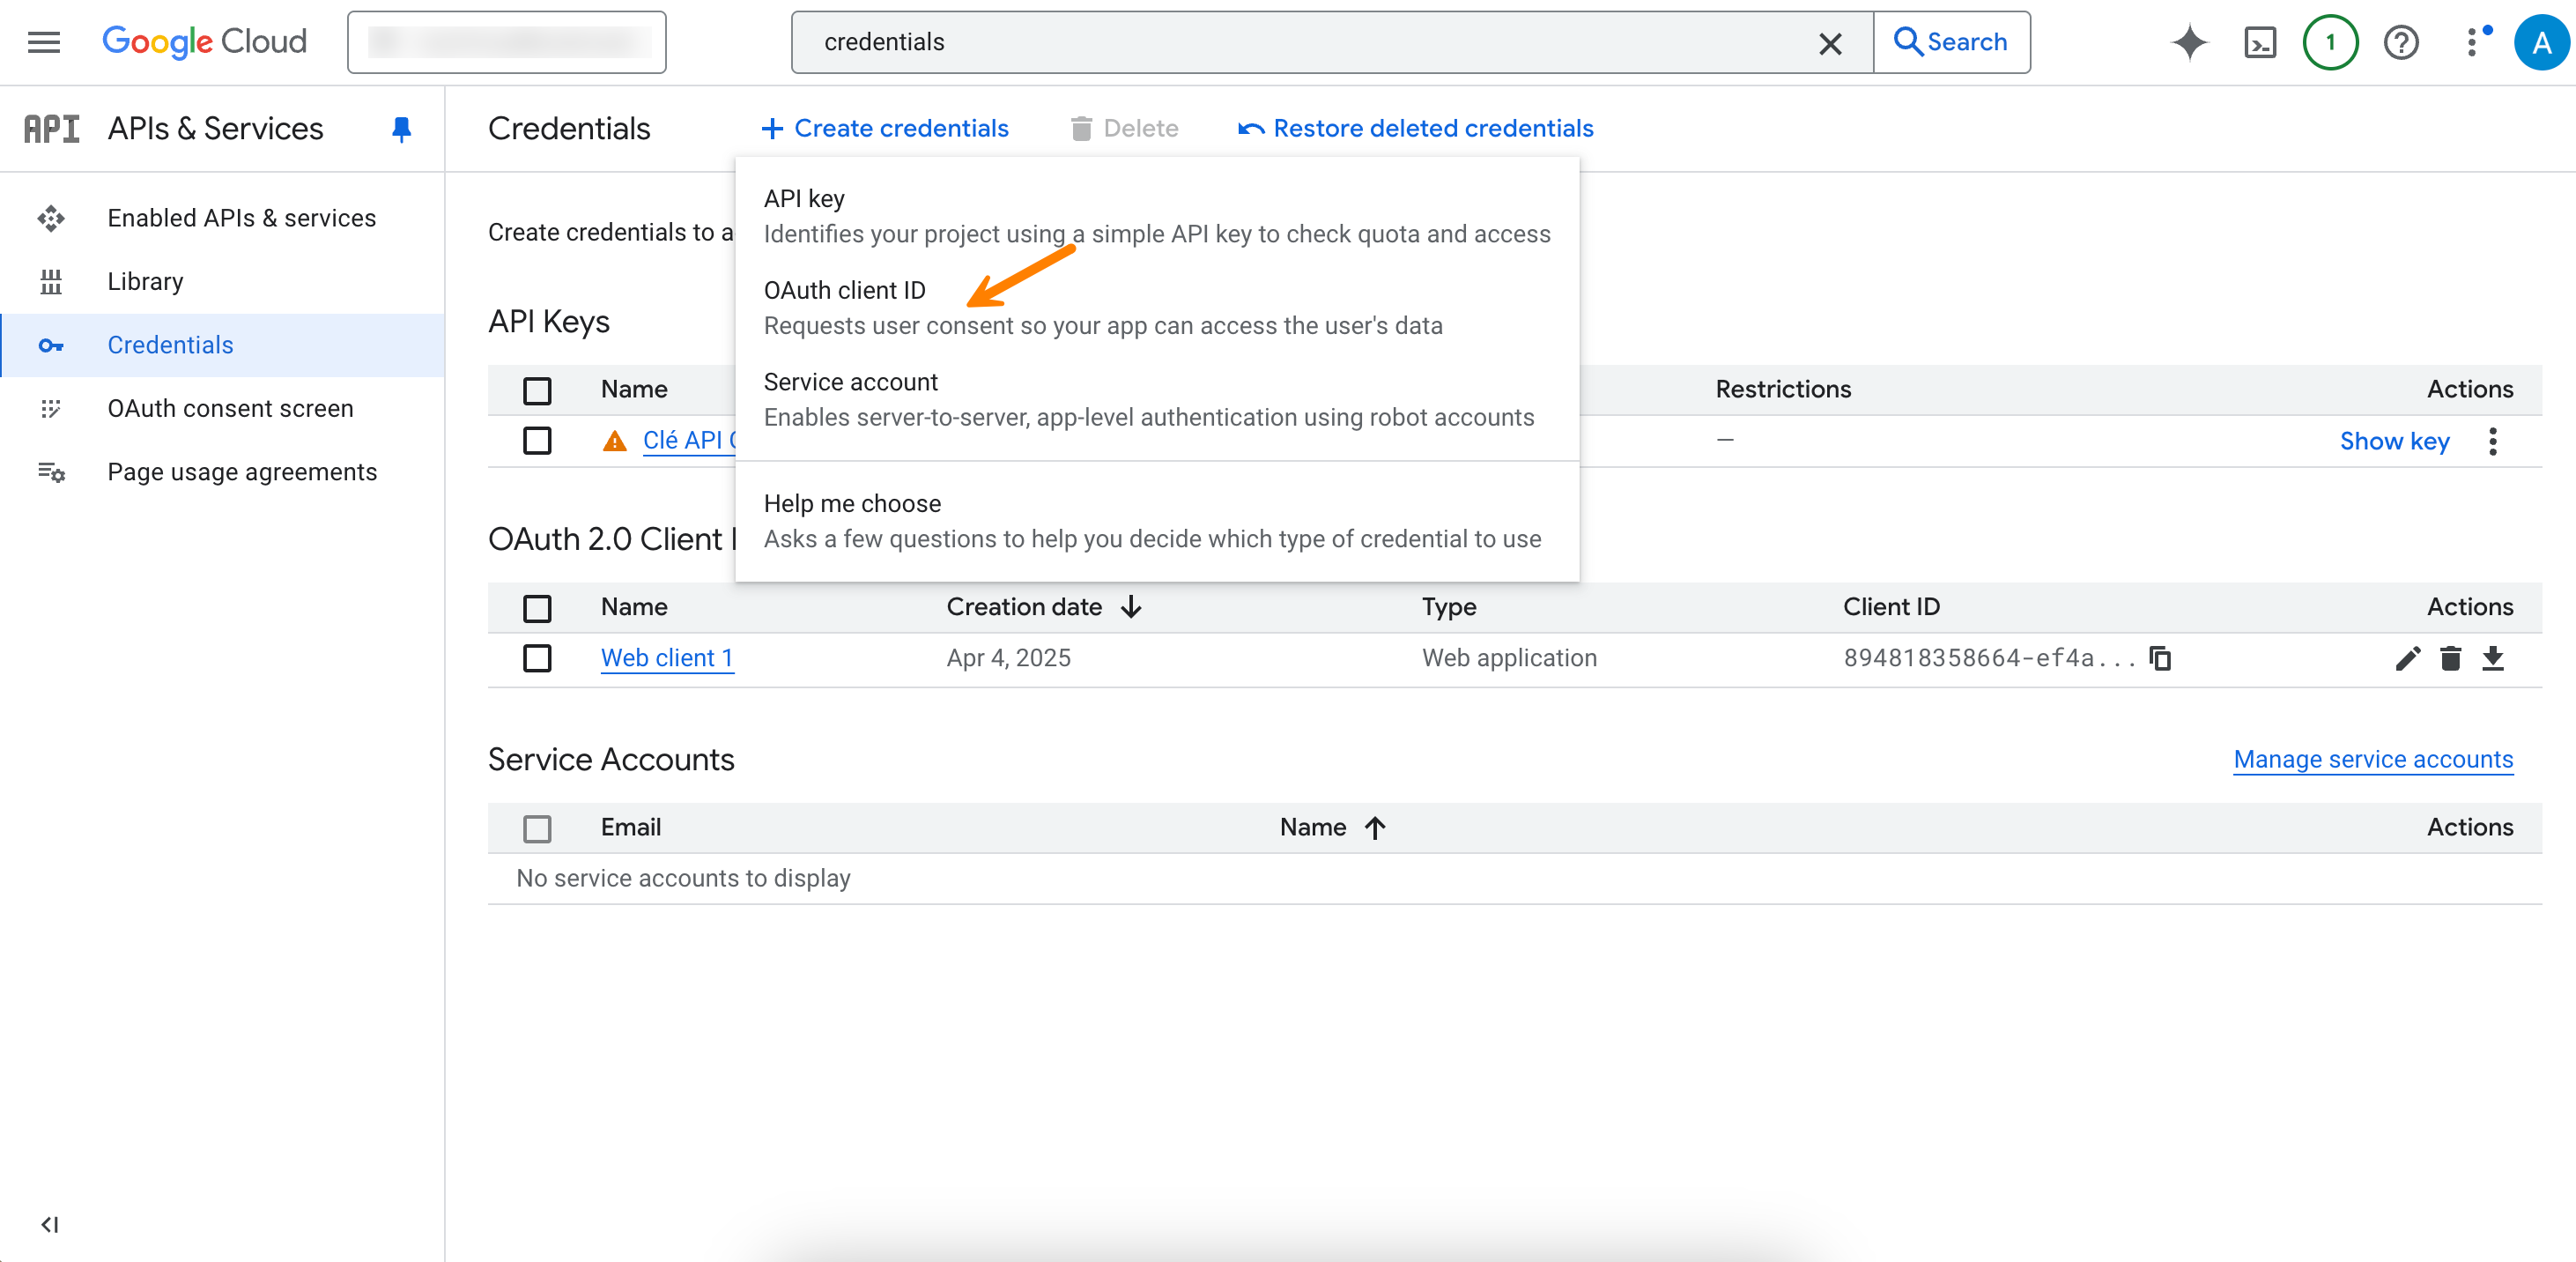 Google Cloud
credentials
Search
1
A
API
APIs & Services
Credentials
Create credentials
Delete
Restore deleted credentials
Enabled APIs & services
Library
Credentials
OAuth consent screen
Page usage agreements
Create credentials to a
API key
Identifies your project using a simple API key to check quota and access
OAuth client ID
Requests user consent so your app can access the user's data
Service account
Enables server-to-server, app-level authentication using robot accounts
Help me choose
Asks a few questions to help you decide which type of credential to use
API Keys
Name Restrictions Actions
Clé API — Show key
OAuth 2.0 Client
Name Creation date Type Client ID Actions
Web client 1 Apr 4, 2025 Web application 894818358664-ef4a...
Service Accounts Manage service accounts
Email Name Actions
No service accounts to display